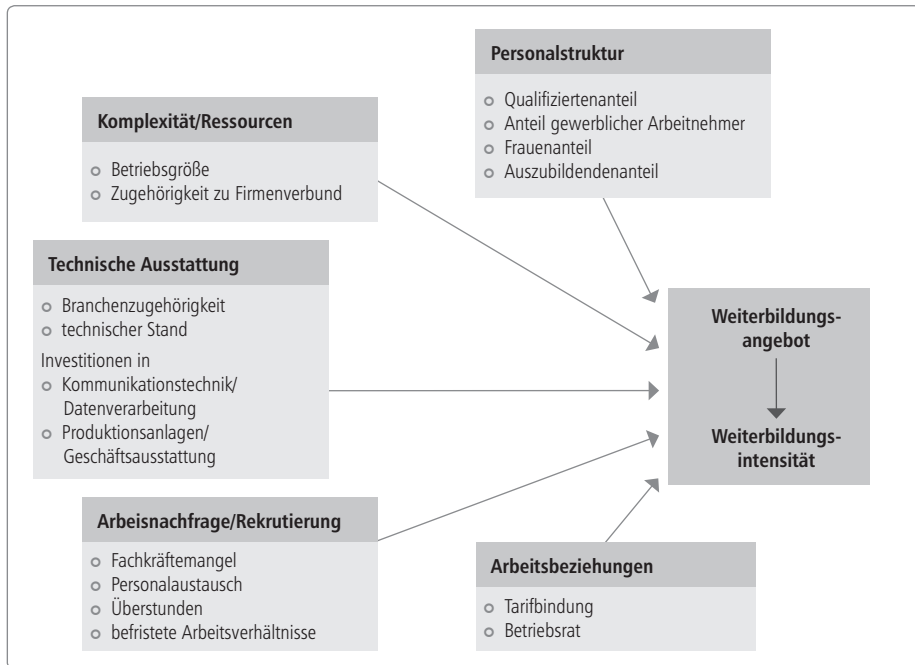 Personalstruktur
Qualifiziertenanteil
Anteil gewerblicher Arbeitnehmer
Frauenanteil
Auszubildendenanteil
Komplexität/Ressourcen
Betriebsgröße
Zugehörigkeit zu Firmenverbund
Technische Ausstattung
Branchenzugehörigkeit
technischer Stand
Investitionen in
Kommunikationstechnik/
Datenverarbeitung
Produktionsanlagen/
Geschäftsausstattung
Weiterbildungs-
angebot
Weiterbildungs-
intensität
Arbeisnachfrage/Rekrutierung
Fachkräftemangel
Personalaustausch
Überstunden
befristete Arbeitsverhältnisse
Arbeitsbeziehungen
Tarifbindung
Betriebsrat